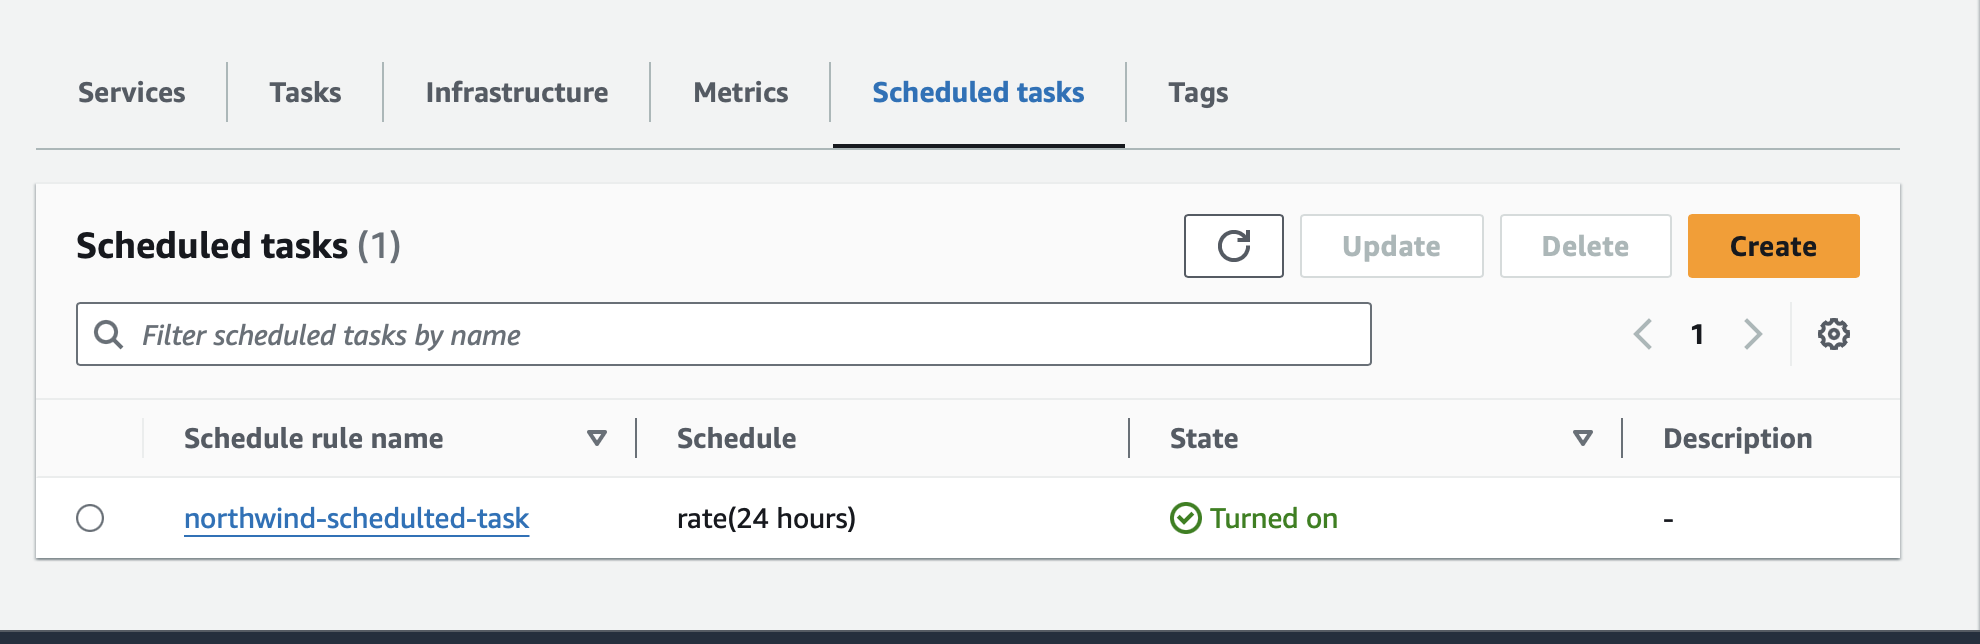 Services Tasks Infrastructure Metrics Scheduled tasks Tags
Scheduled tasks (1)
Update Delete Create
Filter scheduled tasks by name
1
Schedule rule name Schedule State Description
northwind-schedulted-task rate(24 hours) Turned on -